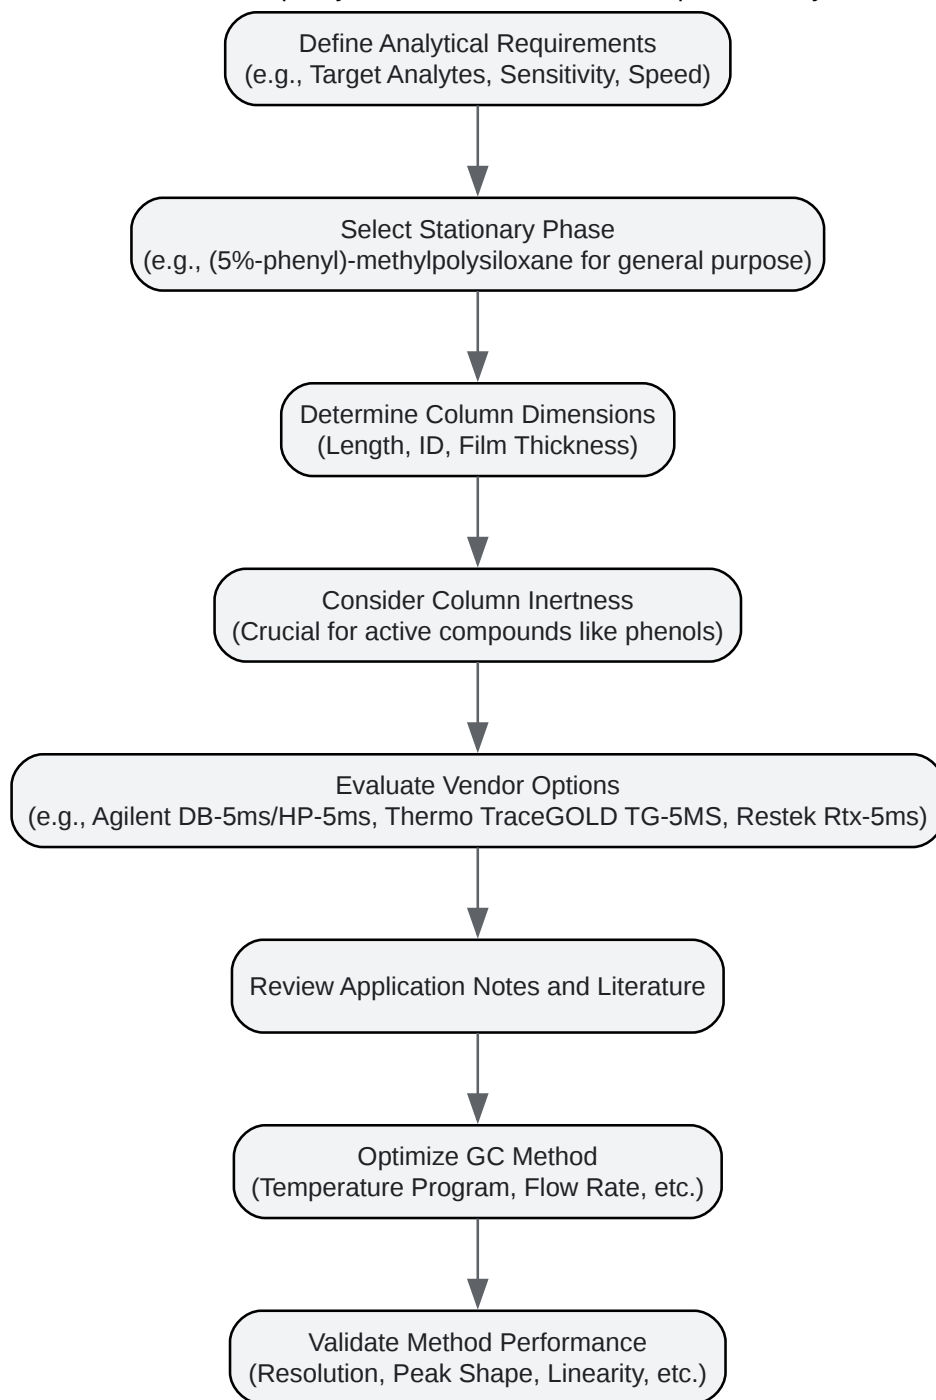 Define Analytical Requirements
(e.g., Target Analytes, Sensitivity, Speed)
Select Stationary Phase
(e.g., (5%-phenyl)-methylpolysiloxane for general purpose)
Determine Column Dimensions
(Length, ID, Film Thickness)
Consider Column Inertness
(Crucial for active compounds like phenols)
Evaluate Vendor Options
(e.g., Agilent DB-5ms/HP-5ms, Thermo TraceGOLD TG-5MS, Restek Rtx-5ms)
Review Application Notes and Literature
Optimize GC Method
(Temperature Program, Flow Rate, etc.)
Validate Method Performance
(Resolution, Peak Shape, Linearity, etc.)